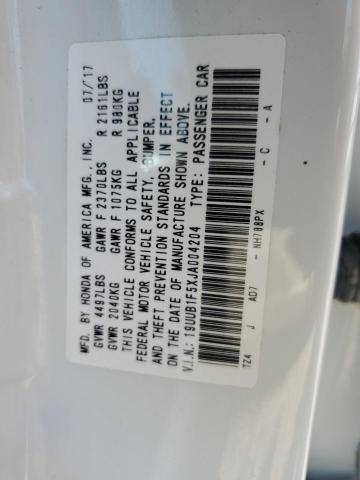 MFD. BY HONDA OF AMERICA MFG., INC. 07/17
GVWR 4497LBS GAWR F 2370LBS R 2161LBS
GVWR 2040KG GAWR F 1075KG R 980KG
THIS VEHICLE CONFORMS TO ALL APPLICABLE
FEDERAL MOTOR VEHICLE SAFETY, BUMPER,
AND THEFT PREVENTION STANDARDS IN EFFECT
ON THE DATE OF MANUFACTURE SHOWN ABOVE.
V.I.N.: 19UUB1F5XJA004204 TYPE: PASSENGER CAR
TZ4 J AO7 - NH788PX - C - A